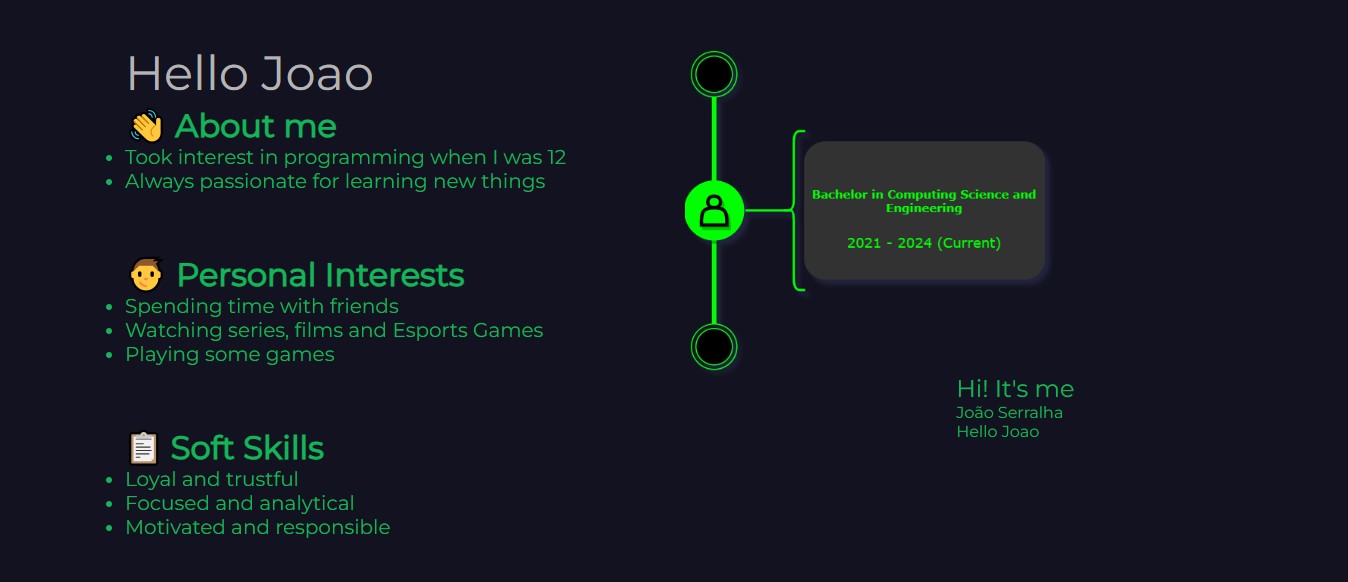 Hello Joao
👋 About me
• Took interest in programming when I was 12
• Always passionate for learning new things
🧑 Personal Interests
• Spending time with friends
• Watching series, films and Esports Games
• Playing some games
📋 Soft Skills
• Loyal and trustful
• Focused and analytical
• Motivated and responsible
Bachelor in Computing Science and
Engineering
2021 - 2024 (Current)
Hi! It's me
João Serralha
Hello Joao